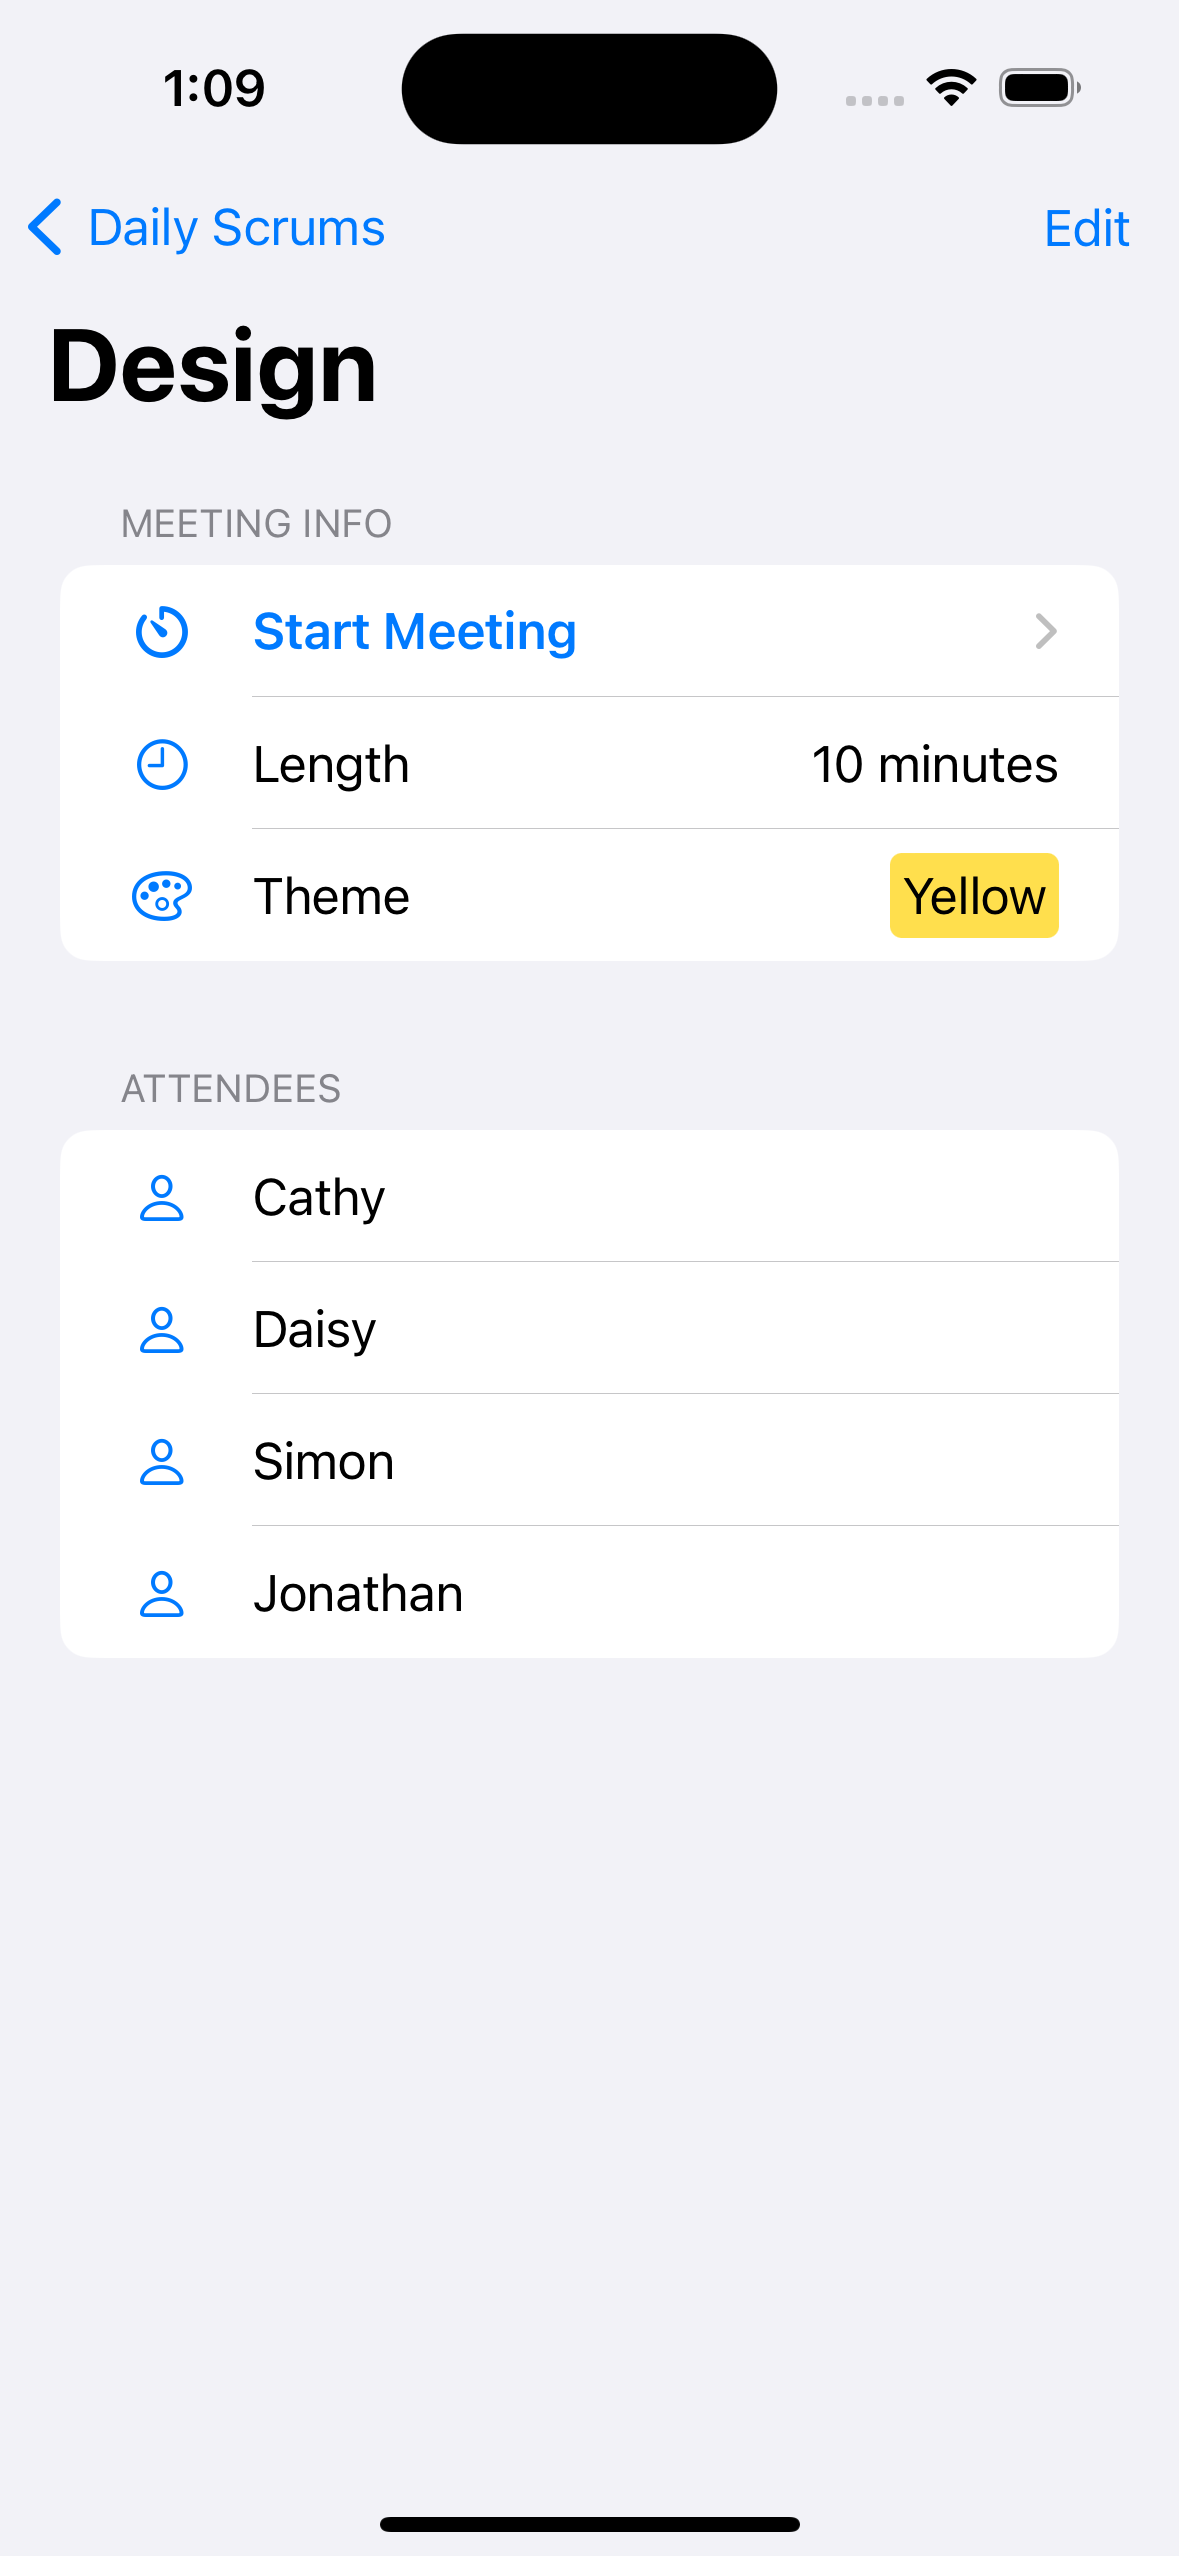 1:09
Daily Scrums Edit
Design
MEETING INFO
Start Meeting
Length 10 minutes
Theme Yellow
ATTENDEES
Cathy
Daisy
Simon
Jonathan